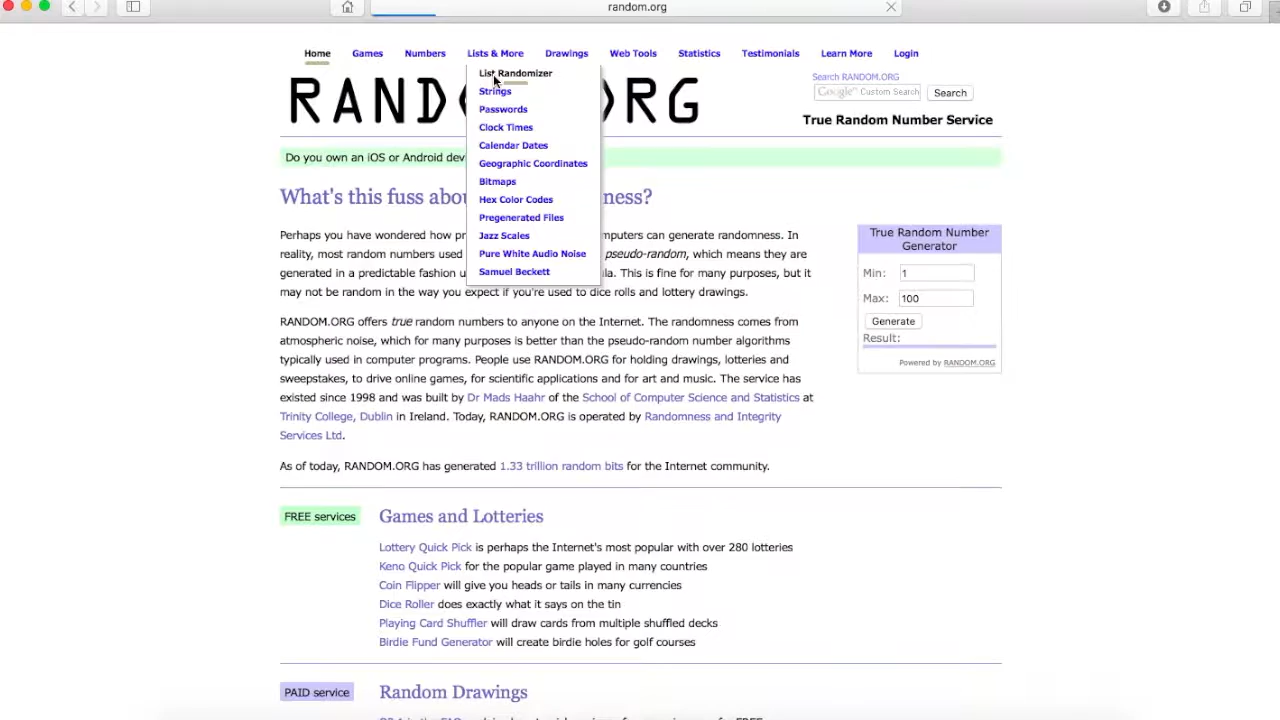 random.org
Home Games Numbers Lists & More Drawings Web Tools Statistics Testimonials Learn More Login
List Randomizer
Strings
Passwords
Clock Times
Calendar Dates
Geographic Coordinates
Bitmaps
Hex Color Codes
Pregenerated Files
Jazz Scales
Pure White Audio Noise
Samuel Beckett
RAND RG
Search RANDOM.ORG
Google Custom Search Search
True Random Number Service
Do you own an iOS or Android dev
What's this fuss abou ness?
Perhaps you have wondered how pr mputers can generate randomness. In
reality, most random numbers used pseudo-random, which means they are
generated in a predictable fashion u la. This is fine for many purposes, but it
may not be random in the way you expect if you're used to dice rolls and lottery drawings.
RANDOM.ORG offers true random numbers to anyone on the Internet. The randomness comes from
atmospheric noise, which for many purposes is better than the pseudo-random number algorithms
typically used in computer programs. People use RANDOM.ORG for holding drawings, lotteries and
sweepstakes, to drive online games, for scientific applications and for art and music. The service has
existed since 1998 and was built by Dr Mads Haahr of the School of Computer Science and Statistics at
Trinity College, Dublin in Ireland. Today, RANDOM.ORG is operated by Randomness and Integrity
Services Ltd.
As of today, RANDOM.ORG has generated 1.33 trillion random bits for the Internet community.
True Random Number
Generator
Min: 1
Max: 100
Generate
Result:
Powered by RANDOM.ORG
FREE services
Games and Lotteries
Lottery Quick Pick is perhaps the Internet's most popular with over 280 lotteries
Keno Quick Pick for the popular game played in many countries
Coin Flipper will give you heads or tails in many currencies
Dice Roller does exactly what it says on the tin
Playing Card Shuffler will draw cards from multiple shuffled decks
Birdie Fund Generator will create birdie holes for golf courses
PAID service
Random Drawings